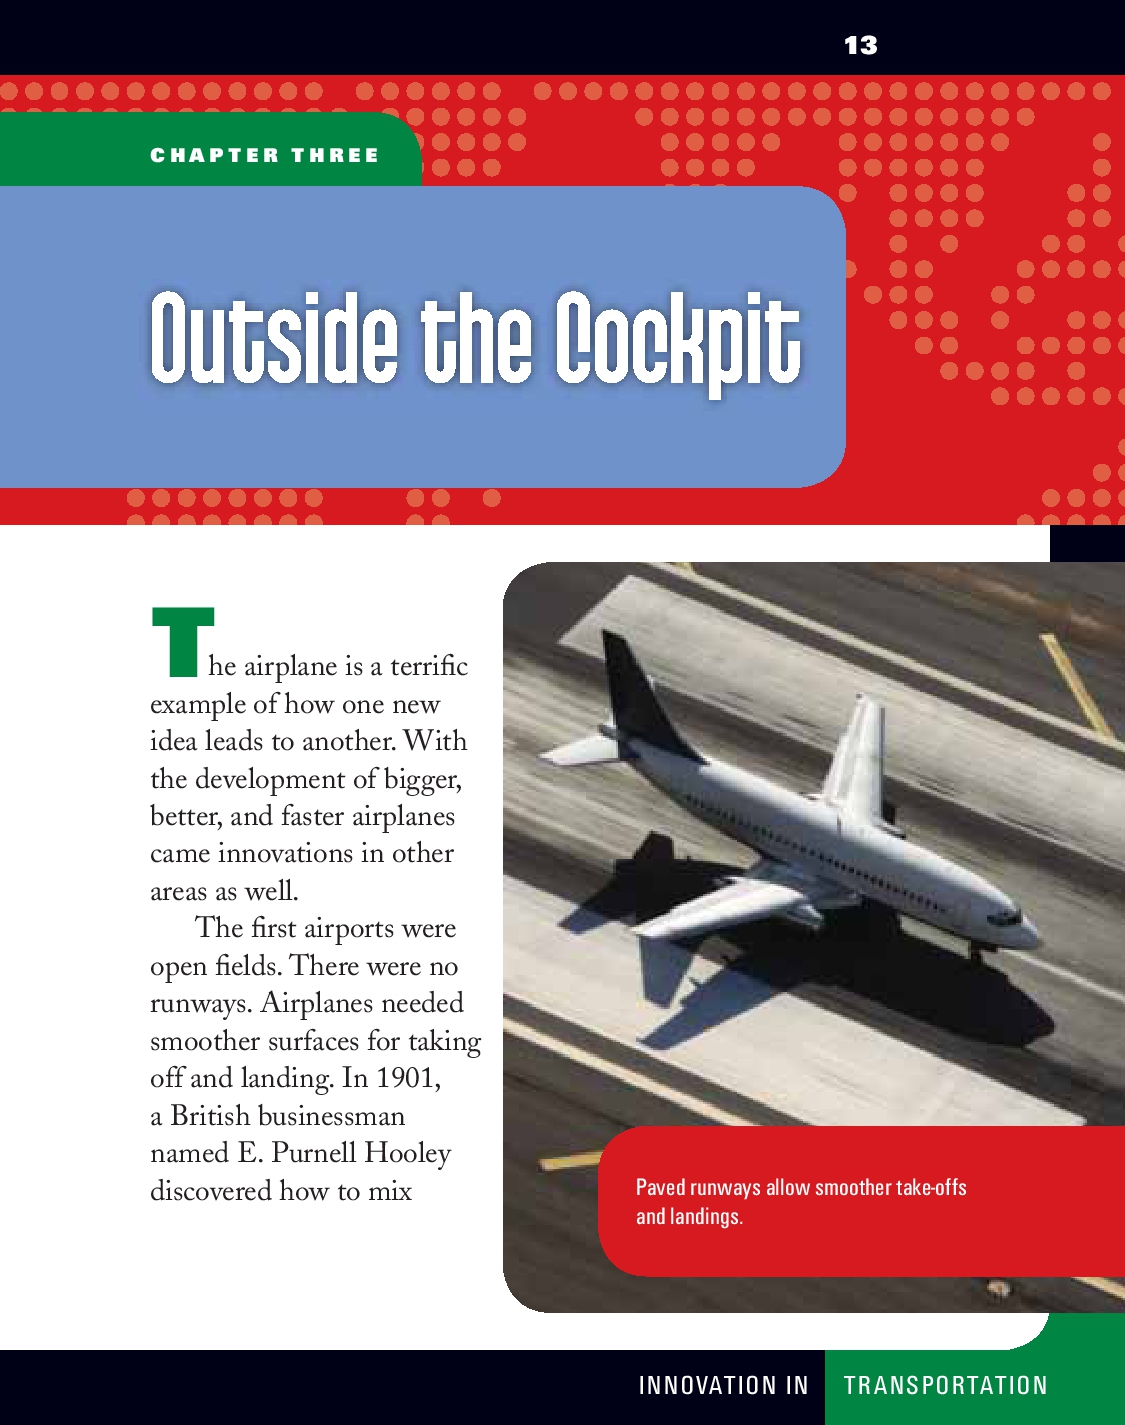 13
CHAPTER THREE
Outside the Cockpit
The airplane is a terrific
example of how one new
idea leads to another. With
the development of bigger,
better, and faster airplanes
came innovations in other
areas as well.
The first airports were
open fields. There were no
runways. Airplanes needed
smoother surfaces for taking
off and landing. In 1901,
a British businessman
named E. Purnell Hooley
discovered how to mix
Paved runways allow smoother take-offs
and landings.
INNOVATION IN TRANSPORTATION